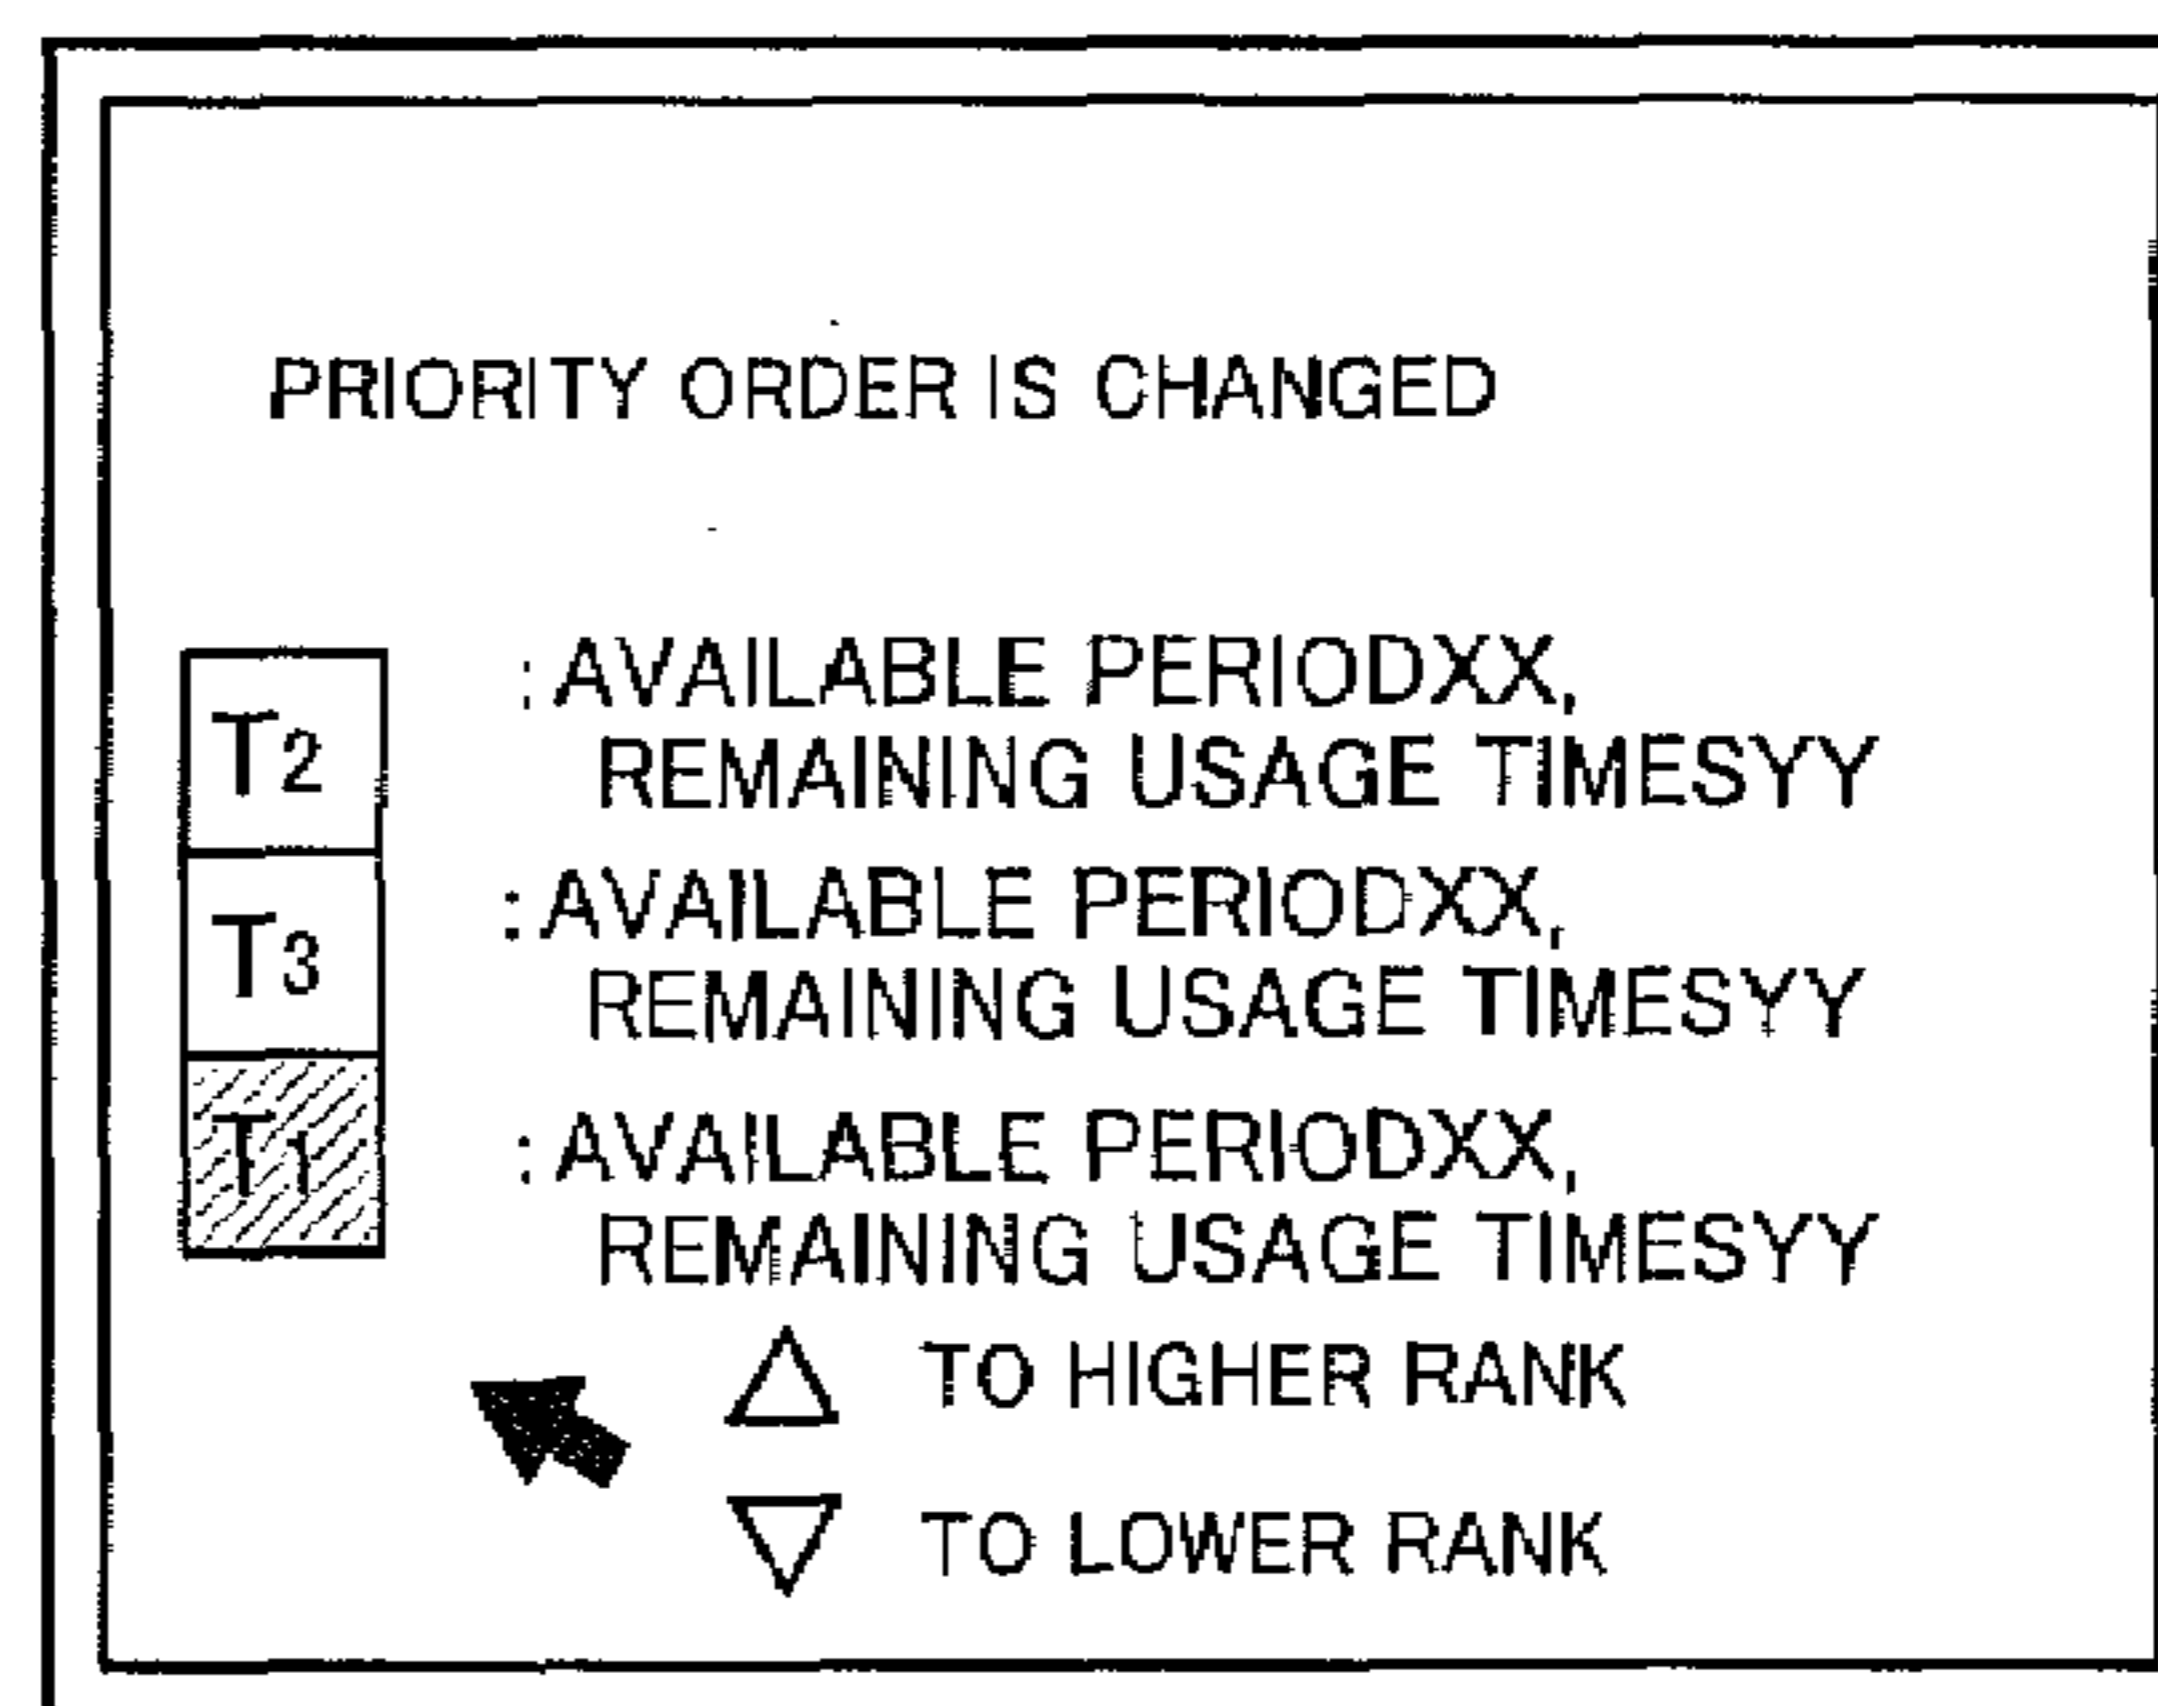 PRIORITY ORDER IS CHANGED
T2 : AVAILABLE PERIODXX,
REMAINING USAGE TIMESYY
T3 : AVAILABLE PERIODXX,
REMAINING USAGE TIMESYY
T1 : AVAILABLE PERIODXX,
REMAINING USAGE TIMESYY
△ TO HIGHER RANK
▽ TO LOWER RANK